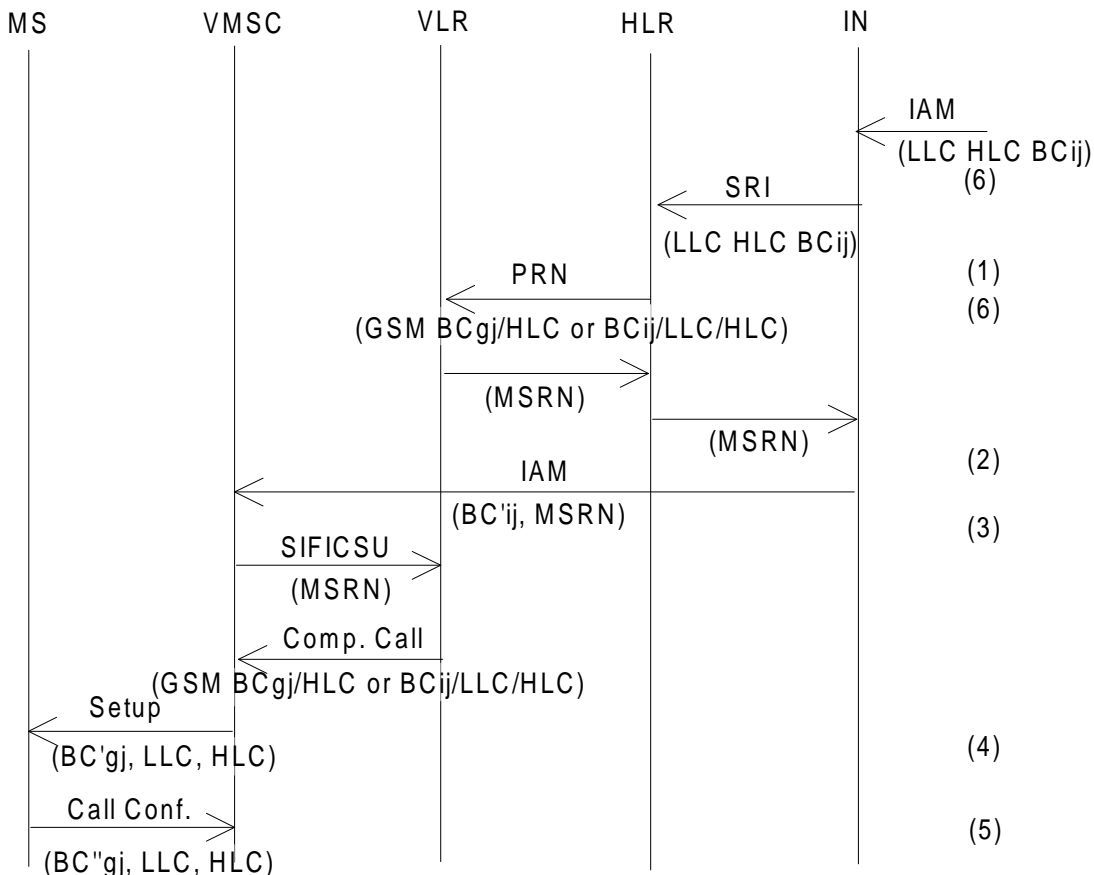 MS VMSC VLR HLR IN
IAM
(LLC HLC BCij)
(6)
SRI
(LLC HLC BCij)
(1)
PRN
(6)
(GSM BCgj/HLC or BCij/LLC/HLC)
(MSRN)
(MSRN)
(2)
IAM
(BC'ij, MSRN)
(3)
SIFICSU
(MSRN)
Comp. Call
(GSM BCgj/HLC or BCij/LLC/HLC)
Setup
(BC'gj, LLC, HLC)
(4)
Call Conf.
(5)
(BC"gj, LLC, HLC)